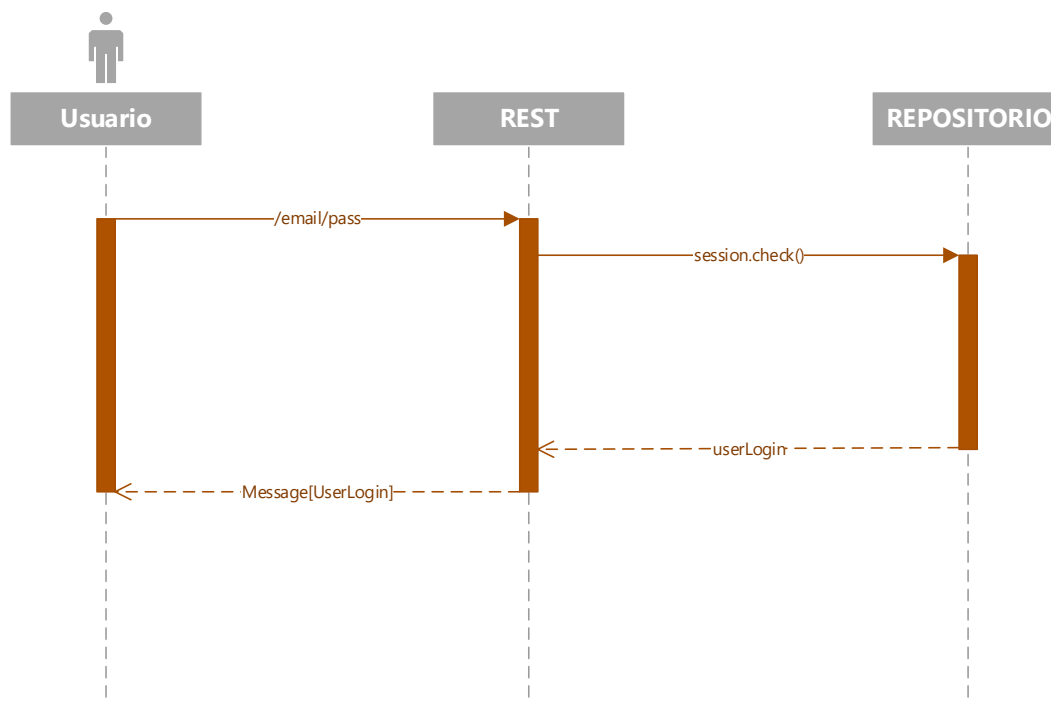 Usuario
REST
REPOSITORIO
/email/pass
session.check()
userLogin
Message[UserLogin]